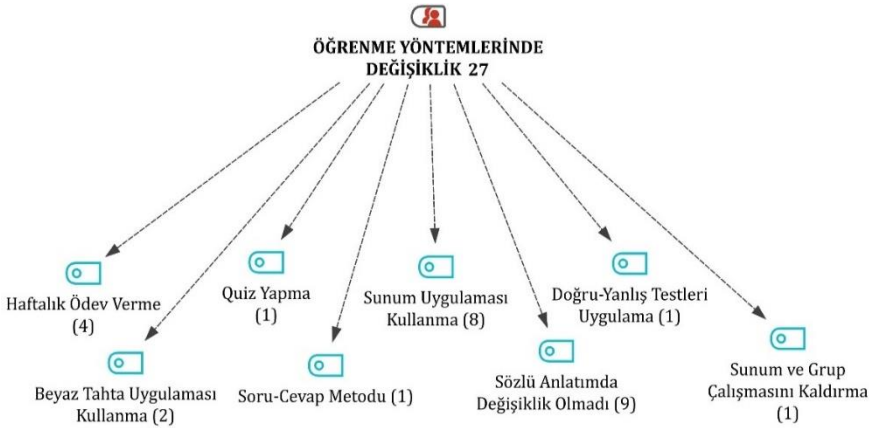 ÖĞRENME YÖNTEMLERİNDE
DEĞİŞİKLİK 27
Haftalık Ödev Verme
(4)
Beyaz Tahta Uygulaması
Kullanma (2)
Quiz Yapma
(1)
Soru-Cevap Metodu (1)
Sunum Uygulaması
Kullanma (8)
Sözlü Anlatımda
Değişiklik Olmadı (9)
Doğru-Yanlış Testleri
Uygulama (1)
Sunum ve Grup
Çalışmasını Kaldırma
(1)